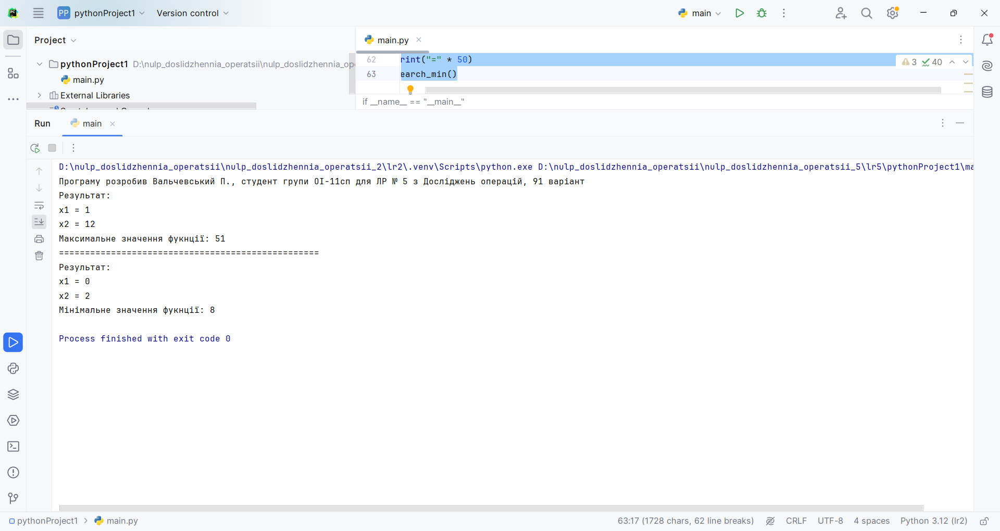 PP pythonProject1 Version control main
Project
main.py
pythonProject1 D:\nulp_doslidzhennia_operatsii\nulp_doslidzhennia_op
main.py
External Libraries
62 rint("=" * 50)
63 earch_min()
3 40
if __name__ == "__main__"
Run main
D:\nulp_doslidzhennia_operatsii\nulp_doslidzhennia_operatsii_2\lr2\.venv\Scripts\python.exe D:\nulp_doslidzhennia_operatsii\nulp_doslidzhennia_operatsii_5\lr5\pythonProject1\ma
Програму розробив Вальчевський П., студент групи ОІ-11сп для ЛР № 5 з Досліджень операцій, 91 варіант
Результат:
x1 = 1
x2 = 12
Максимальне значення фукнції: 51
==================================================
Результат:
x1 = 0
x2 = 2
Мінімальне значення фукнції: 8
Process finished with exit code 0
pythonProject1 > main.py
63:17 (1728 chars, 62 line breaks) CRLF UTF-8 4 spaces Python 3.12 (lr2)